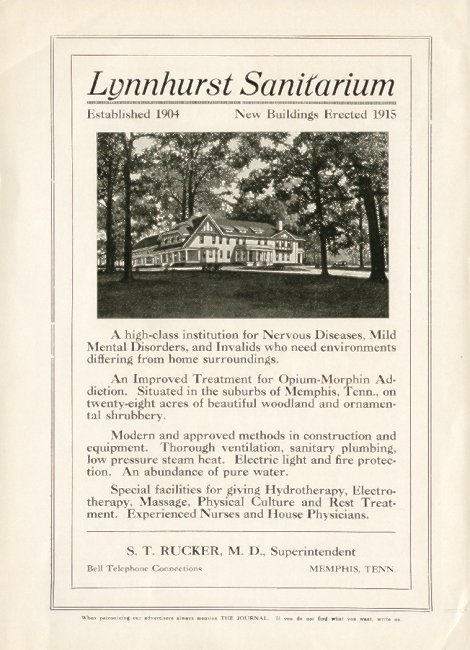 Lynnhurst Sanitarium
Established 1904 New Buildings Erected 1915
A high-class institution for Nervous Diseases, Mild
Mental Disorders, and Invalids who need environments
differing from home surroundings.
An Improved Treatment for Opium-Morphin Ad-
diction. Situated in the suburbs of Memphis, Tenn., on
twenty-eight acres of beautiful woodland and ornamen-
tal shrubbery.
Modern and approved methods in construction and
equipment. Thorough ventilation, sanitary plumbing,
low pressure steam heat. Electric light and fire protec-
tion. An abundance of pure water.
Special facilities for giving Hydrotherapy, Electro-
therapy, Massage, Physical Culture and Rest Treat-
ment. Experienced Nurses and House Physicians.
S. T. RUCKER, M. D., Superintendent
Bell Telephone Connections MEMPHIS, TENN.
When patronizing our advertisers always mention THE JOURNAL. If you do not find what you want, write us.